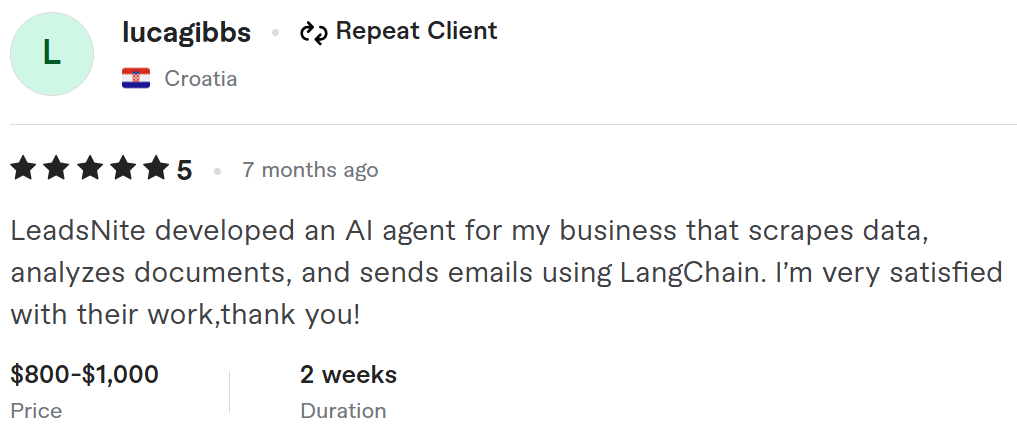 L
lucagibbs • Repeat Client
Croatia
5 • 7 months ago
LeadsNite developed an AI agent for my business that scrapes data,
analyzes documents, and sends emails using LangChain. I’m very satisfied
with their work,thank you!
$800-$1,000 2 weeks
Price Duration